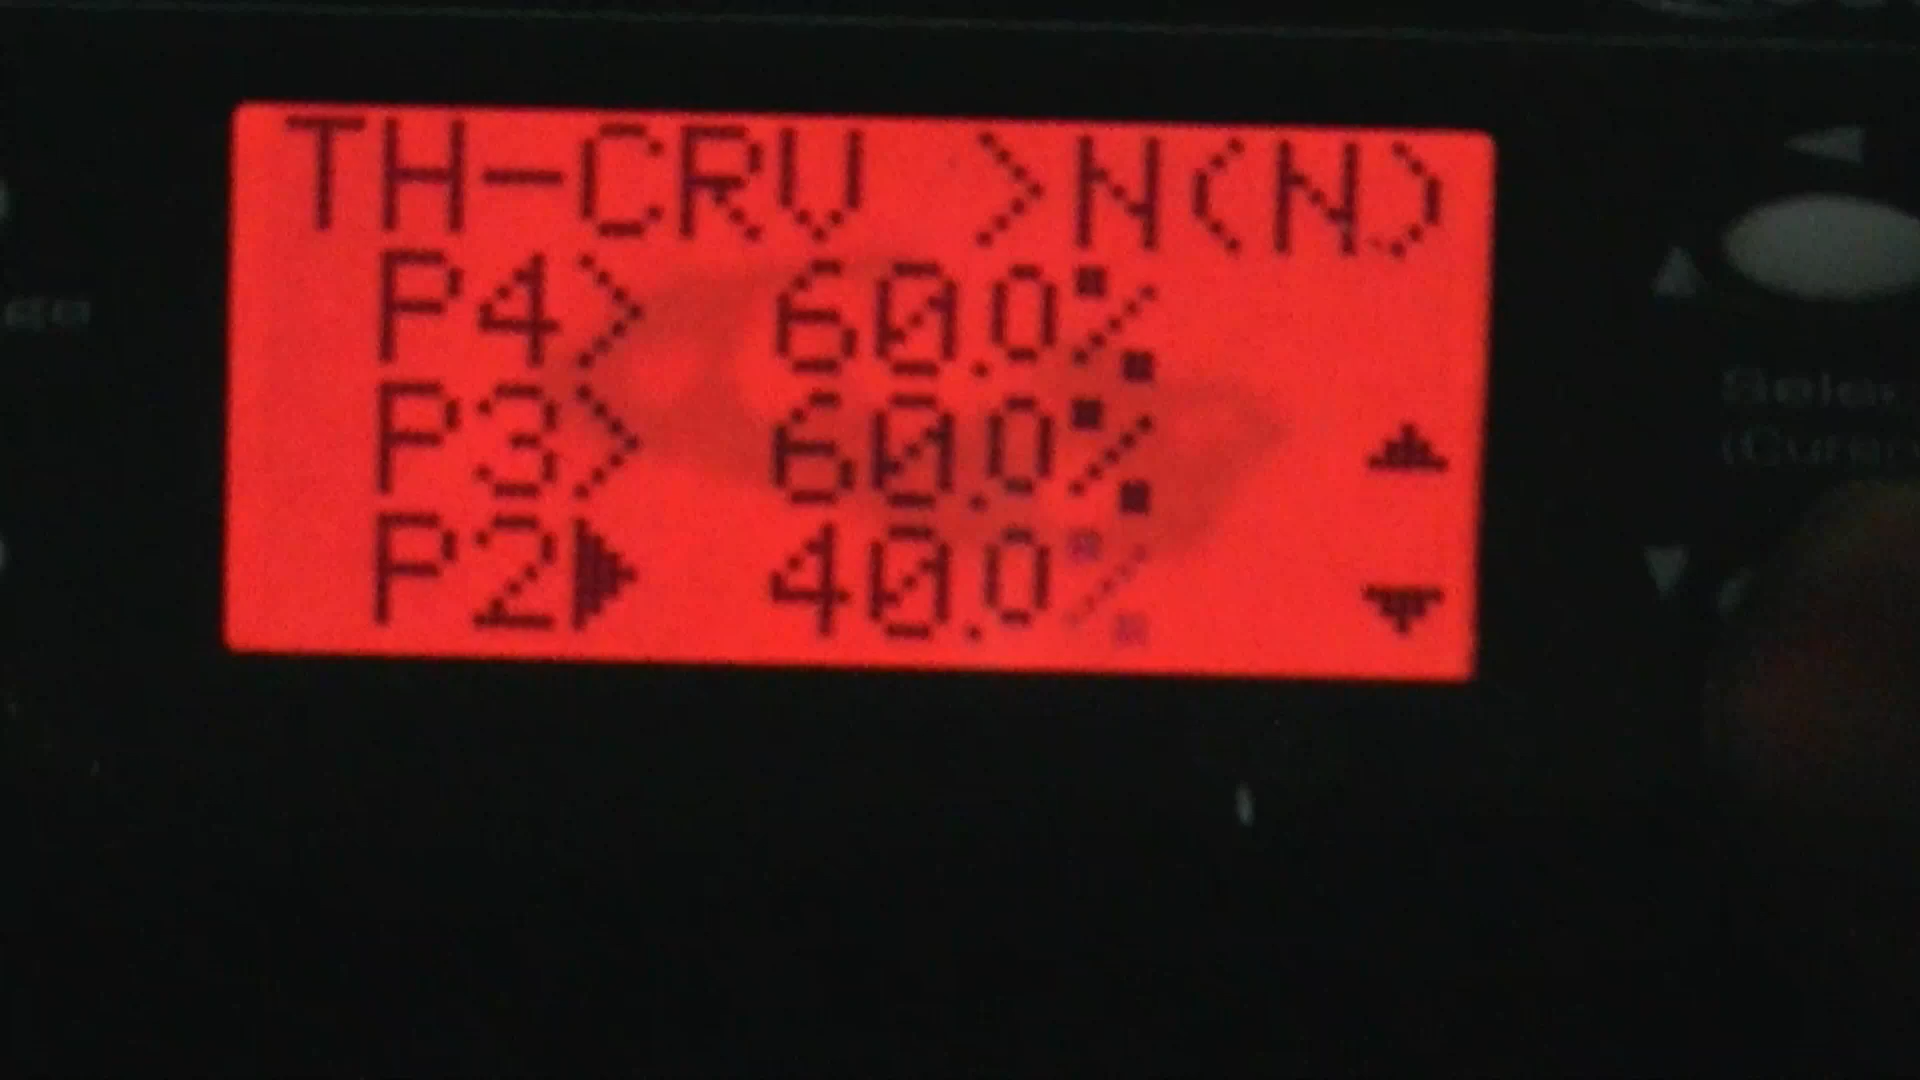 TH-CRV >N(N)
P4> 60.0%
P3> 60.0%
P2▶ 40.0%